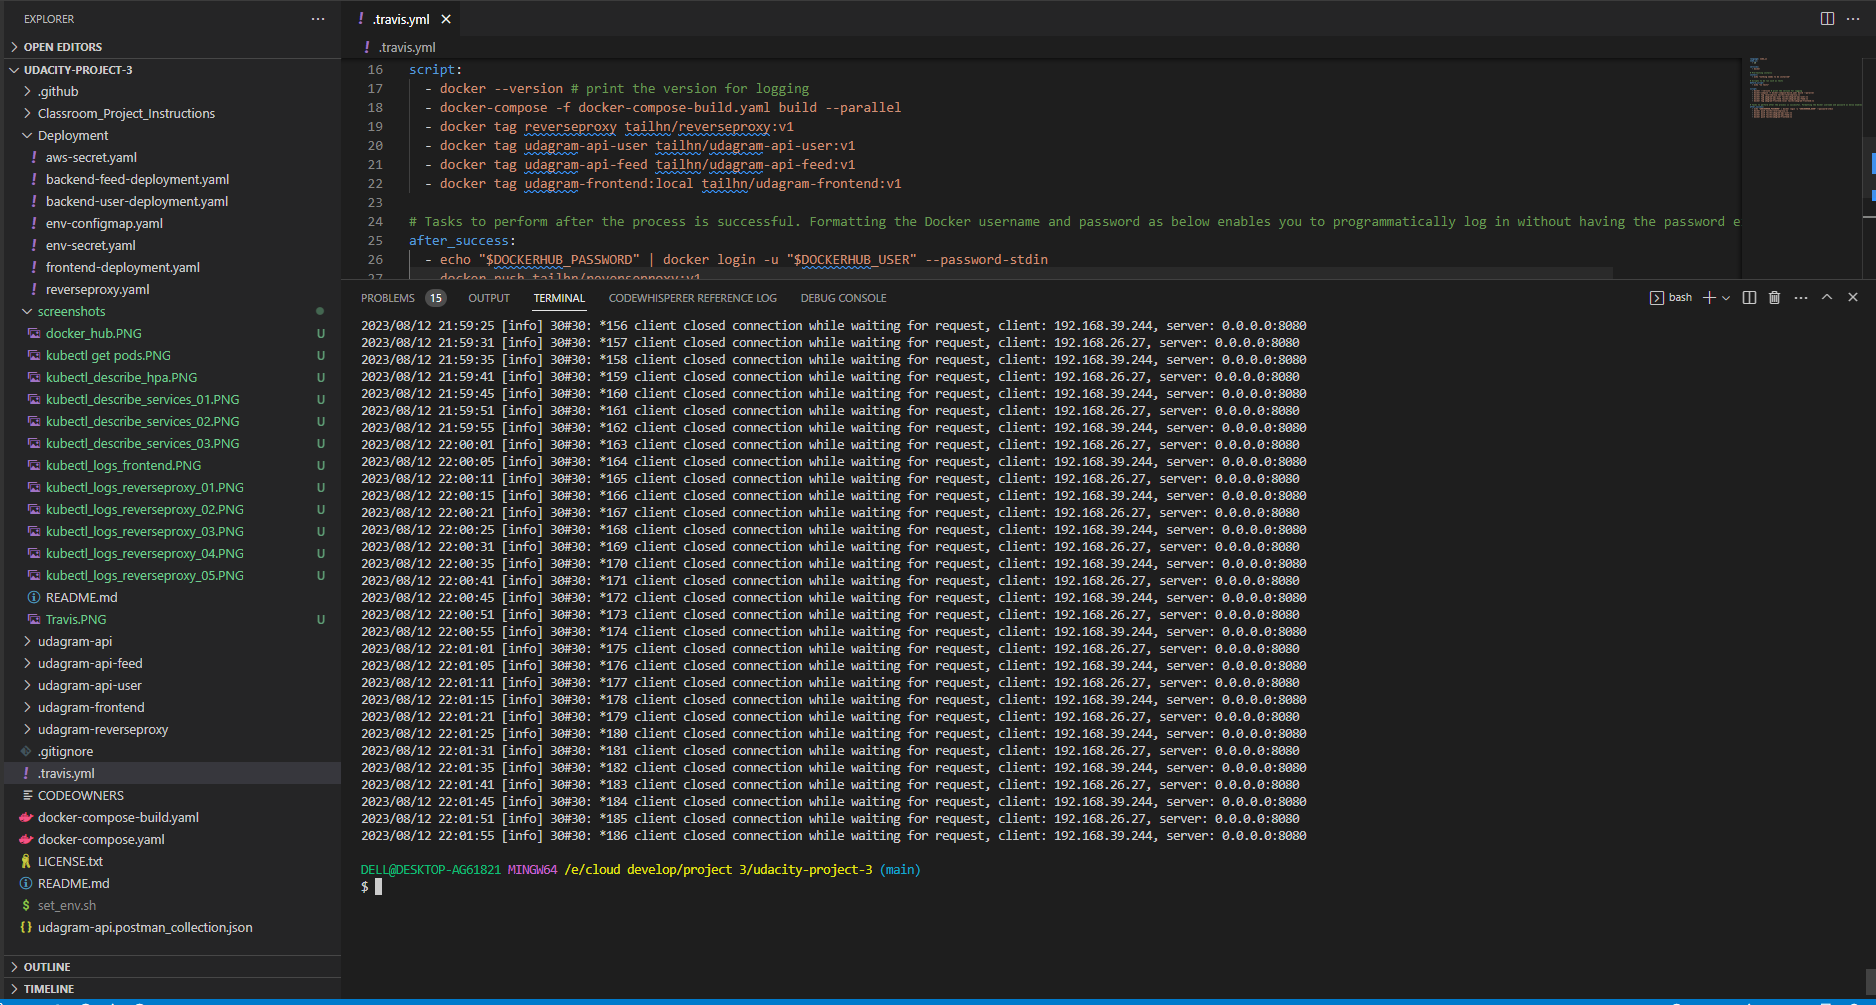 EXPLORER
OPEN EDITORS
UDACITY-PROJECT-3
.github
Classroom_Project_Instructions
Deployment
aws-secret.yaml
backend-feed-deployment.yaml
backend-user-deployment.yaml
env-configmap.yaml
env-secret.yaml
frontend-deployment.yaml
reverseproxy.yaml
screenshots
docker_hub.PNG U
kubectl get pods.PNG U
kubectl_describe_hpa.PNG U
kubectl_describe_services_01.PNG U
kubectl_describe_services_02.PNG U
kubectl_describe_services_03.PNG U
kubectl_logs_frontend.PNG U
kubectl_logs_reverseproxy_01.PNG U
kubectl_logs_reverseproxy_02.PNG U
kubectl_logs_reverseproxy_03.PNG U
kubectl_logs_reverseproxy_04.PNG U
kubectl_logs_reverseproxy_05.PNG U
README.md
Travis.PNG U
udagram-api
udagram-api-feed
udagram-api-user
udagram-frontend
udagram-reverseproxy
.gitignore
.travis.yml
CODEOWNERS
docker-compose-build.yaml
docker-compose.yaml
LICENSE.txt
README.md
set_env.sh
udagram-api.postman_collection.json
OUTLINE
TIMELINE
.travis.yml
.travis.yml
16 script:
17 - docker --version # print the version for logging
18 - docker-compose -f docker-compose-build.yaml build --parallel
19 - docker tag reverseproxy tailhn/reverseproxy:v1
20 - docker tag udagram-api-user tailhn/udagram-api-user:v1
21 - docker tag udagram-api-feed tailhn/udagram-api-feed:v1
22 - docker tag udagram-frontend:local tailhn/udagram-frontend:v1
23
24 # Tasks to perform after the process is successful. Formatting the Docker username and password as below enables you to programmatically log in without having the password e
25 after_success:
26 - echo "$DOCKERHUB_PASSWORD" | docker login -u "$DOCKERHUB_USER" --password-stdin
27 - docker push tailhn/reverseproxy:v1
PROBLEMS 15 OUTPUT TERMINAL CODEWHISPERER REFERENCE LOG DEBUG CONSOLE bash
2023/08/12 21:59:25 [info] 30#30: *156 client closed connection while waiting for request, client: 192.168.39.244, server: 0.0.0.0:8080
2023/08/12 21:59:31 [info] 30#30: *157 client closed connection while waiting for request, client: 192.168.26.27, server: 0.0.0.0:8080
2023/08/12 21:59:35 [info] 30#30: *158 client closed connection while waiting for request, client: 192.168.39.244, server: 0.0.0.0:8080
2023/08/12 21:59:41 [info] 30#30: *159 client closed connection while waiting for request, client: 192.168.26.27, server: 0.0.0.0:8080
2023/08/12 21:59:45 [info] 30#30: *160 client closed connection while waiting for request, client: 192.168.39.244, server: 0.0.0.0:8080
2023/08/12 21:59:51 [info] 30#30: *161 client closed connection while waiting for request, client: 192.168.26.27, server: 0.0.0.0:8080
2023/08/12 21:59:55 [info] 30#30: *162 client closed connection while waiting for request, client: 192.168.39.244, server: 0.0.0.0:8080
2023/08/12 22:00:01 [info] 30#30: *163 client closed connection while waiting for request, client: 192.168.26.27, server: 0.0.0.0:8080
2023/08/12 22:00:05 [info] 30#30: *164 client closed connection while waiting for request, client: 192.168.39.244, server: 0.0.0.0:8080
2023/08/12 22:00:11 [info] 30#30: *165 client closed connection while waiting for request, client: 192.168.26.27, server: 0.0.0.0:8080
2023/08/12 22:00:15 [info] 30#30: *166 client closed connection while waiting for request, client: 192.168.39.244, server: 0.0.0.0:8080
2023/08/12 22:00:21 [info] 30#30: *167 client closed connection while waiting for request, client: 192.168.26.27, server: 0.0.0.0:8080
2023/08/12 22:00:25 [info] 30#30: *168 client closed connection while waiting for request, client: 192.168.39.244, server: 0.0.0.0:8080
2023/08/12 22:00:31 [info] 30#30: *169 client closed connection while waiting for request, client: 192.168.26.27, server: 0.0.0.0:8080
2023/08/12 22:00:35 [info] 30#30: *170 client closed connection while waiting for request, client: 192.168.39.244, server: 0.0.0.0:8080
2023/08/12 22:00:41 [info] 30#30: *171 client closed connection while waiting for request, client: 192.168.26.27, server: 0.0.0.0:8080
2023/08/12 22:00:45 [info] 30#30: *172 client closed connection while waiting for request, client: 192.168.39.244, server: 0.0.0.0:8080
2023/08/12 22:00:51 [info] 30#30: *173 client closed connection while waiting for request, client: 192.168.26.27, server: 0.0.0.0:8080
2023/08/12 22:00:55 [info] 30#30: *174 client closed connection while waiting for request, client: 192.168.39.244, server: 0.0.0.0:8080
2023/08/12 22:01:01 [info] 30#30: *175 client closed connection while waiting for request, client: 192.168.26.27, server: 0.0.0.0:8080
2023/08/12 22:01:05 [info] 30#30: *176 client closed connection while waiting for request, client: 192.168.39.244, server: 0.0.0.0:8080
2023/08/12 22:01:11 [info] 30#30: *177 client closed connection while waiting for request, client: 192.168.26.27, server: 0.0.0.0:8080
2023/08/12 22:01:15 [info] 30#30: *178 client closed connection while waiting for request, client: 192.168.39.244, server: 0.0.0.0:8080
2023/08/12 22:01:21 [info] 30#30: *179 client closed connection while waiting for request, client: 192.168.26.27, server: 0.0.0.0:8080
2023/08/12 22:01:25 [info] 30#30: *180 client closed connection while waiting for request, client: 192.168.39.244, server: 0.0.0.0:8080
2023/08/12 22:01:31 [info] 30#30: *181 client closed connection while waiting for request, client: 192.168.26.27, server: 0.0.0.0:8080
2023/08/12 22:01:35 [info] 30#30: *182 client closed connection while waiting for request, client: 192.168.39.244, server: 0.0.0.0:8080
2023/08/12 22:01:41 [info] 30#30: *183 client closed connection while waiting for request, client: 192.168.26.27, server: 0.0.0.0:8080
2023/08/12 22:01:45 [info] 30#30: *184 client closed connection while waiting for request, client: 192.168.39.244, server: 0.0.0.0:8080
2023/08/12 22:01:51 [info] 30#30: *185 client closed connection while waiting for request, client: 192.168.26.27, server: 0.0.0.0:8080
2023/08/12 22:01:55 [info] 30#30: *186 client closed connection while waiting for request, client: 192.168.39.244, server: 0.0.0.0:8080
DELL@DESKTOP-AG61821 MINGW64 /e/cloud develop/project 3/udacity-project-3 (main)
$